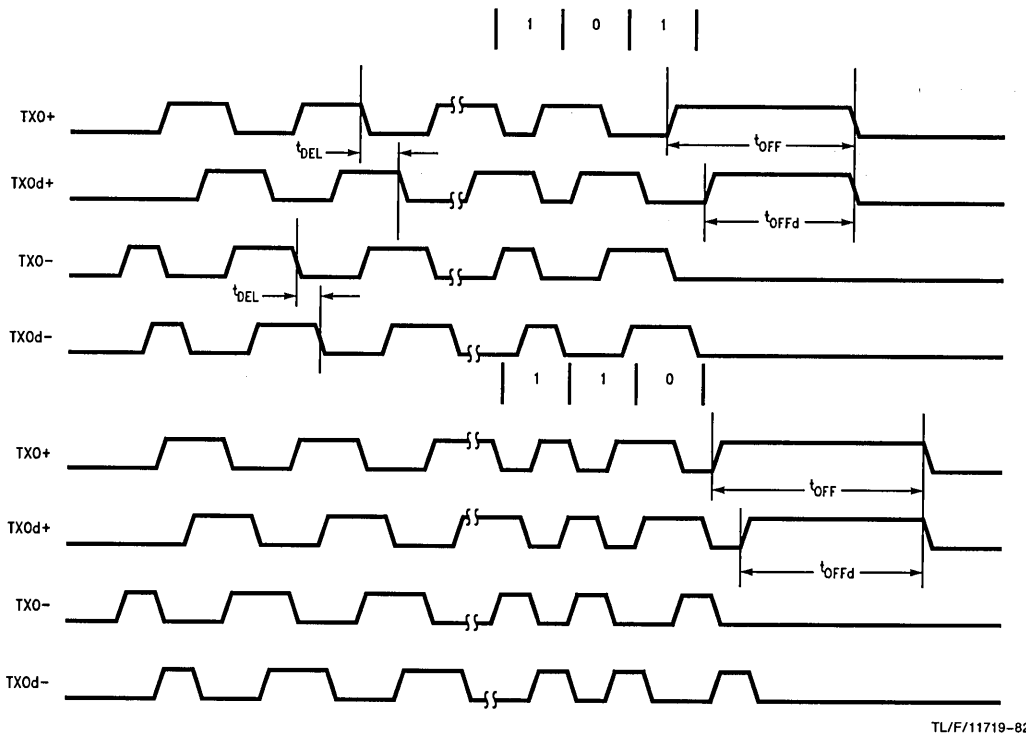 1 0 1
TXO+
tDEL
tOFF
TXOd+
tOFFd
TXO-
tDEL
TXOd-
1 1 0
TXO+
tOFF
TXOd+
tOFFd
TXO-
TXOd-
TL/F/11719-82